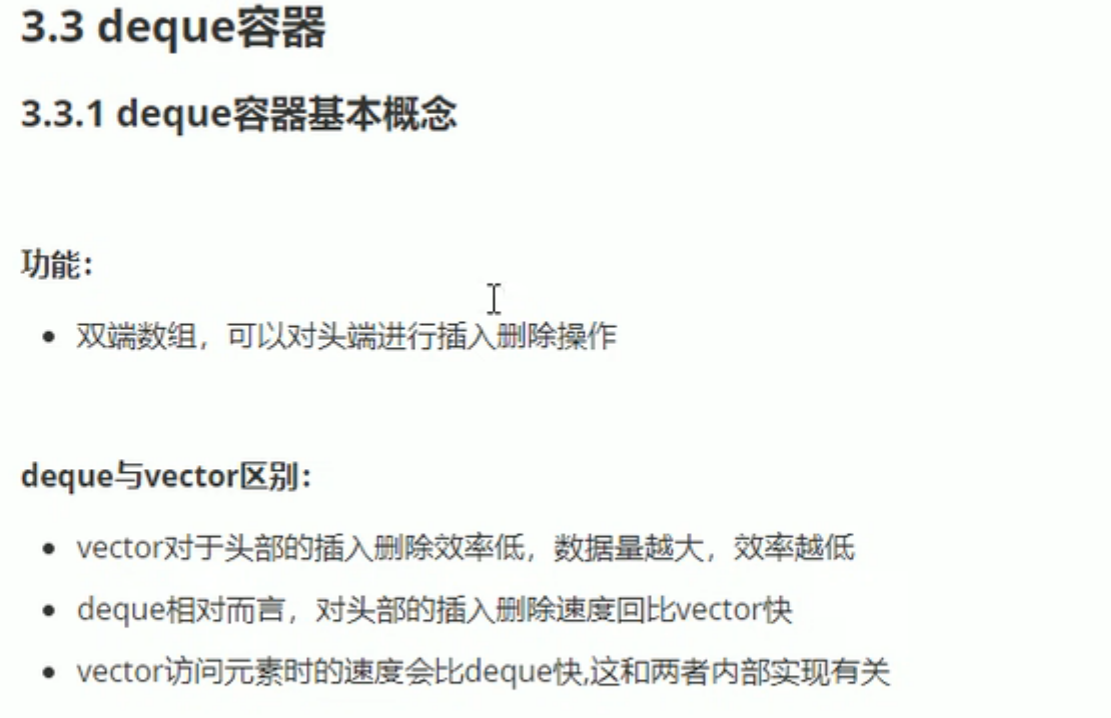 3.3 deque容器
3.3.1 deque容器基本概念
功能：
双端数组，可以对头端进行插入删除操作
deque与vector区别：
vector对于头部的插入删除效率低，数据量越大，效率越低
deque相对而言，对头部的插入删除速度回比vector快
vector访问元素时的速度会比deque快,这和两者内部实现有关